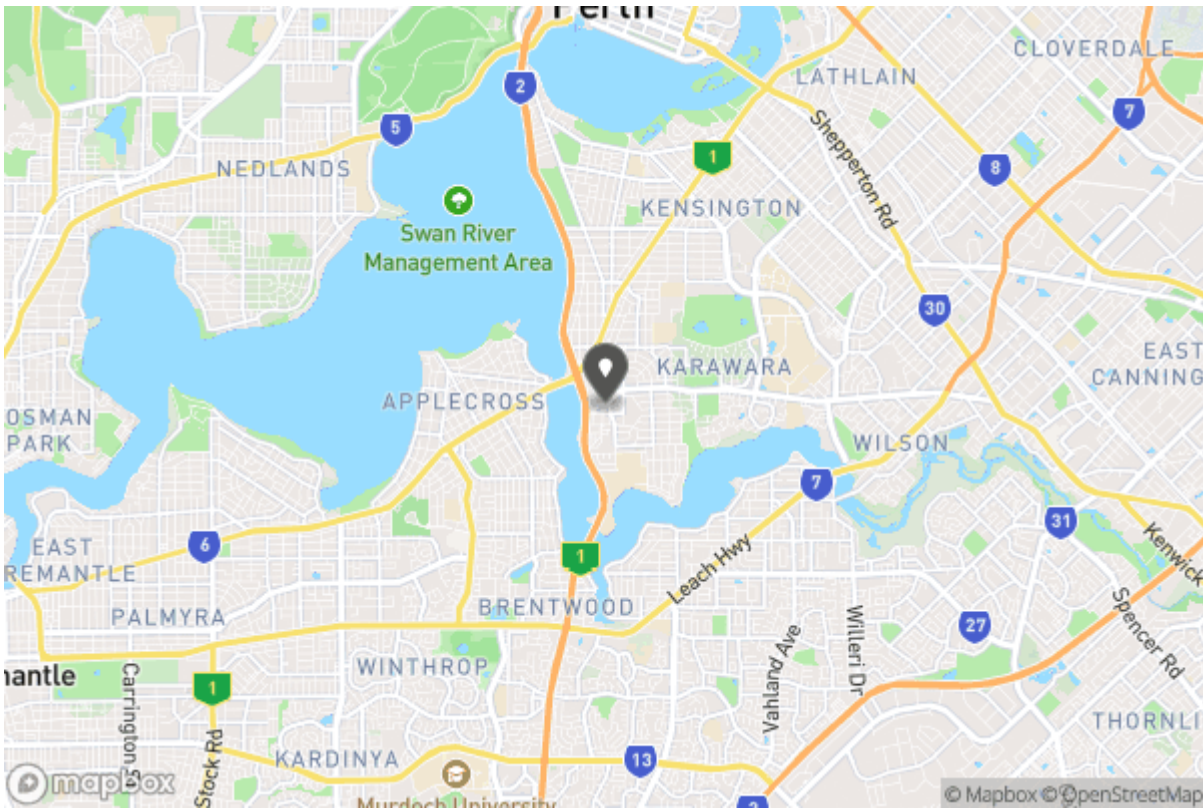 Perth
CLOVERDALE
LATHLAIN
2
7
5
NEDLANDS
1
8
Shepperton Rd
KENSINGTON
Swan River
Management Area
30
KARAWARA
EAST
CANNING
APPLECROSS
OSMAN
PARK
WILSON
7
6
31
EAST
REMANTLE
1
Leach Hwy
Kenwick
BRENTWOOD
PALMYRA
27
Spencer Rd
Willeri Dr
Vahland Ave
WINTHROP
mantle
1
Carrington St
Stock Rd
THORNLI
KARDINYA
13
mapbox
Murdoch University
© Mapbox © OpenStreetMap